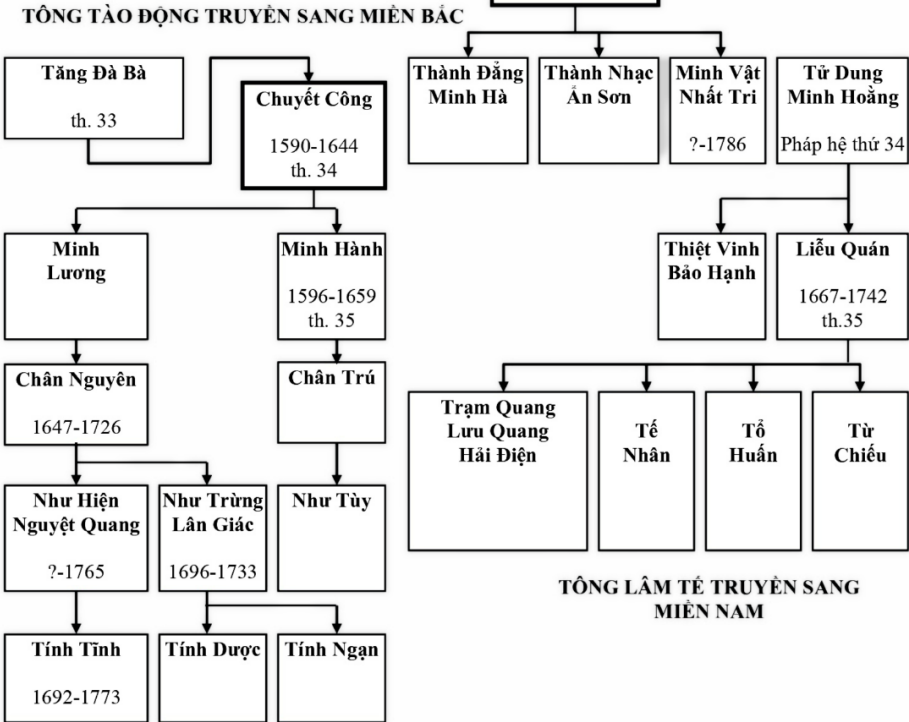 TÔNG TÀO ĐỘNG TRUYỀN SANG MIỀN BẮC
Tăng Đà Bà
th. 33
Chuyết Công
1590-1644
th. 34
Minh
Lương
Minh Hành
1596-1659
th. 35
Chân Nguyên
1647-1726
Chân Trú
Như Hiện
Nguyệt Quang
?-1765
Như Trừng
Lân Giác
1696-1733
Như Tùy
Tính Tĩnh
1692-1773
Tính Dược
Tính Ngạn
Thành Đẳng
Minh Hà
Thành Nhạc
Ẩn Sơn
Minh Vật
Nhất Tri
?-1786
Tử Dung
Minh Hoằng
Pháp hệ thứ 34
Thiệt Vinh
Bảo Hạnh
Liễu Quán
1667-1742
th.35
Trạm Quang
Lưu Quang
Hải Điện
Tế
Nhân
Tổ
Huấn
Từ
Chiếu
TÔNG LÂM TẾ TRUYỀN SANG
MIỀN NAM